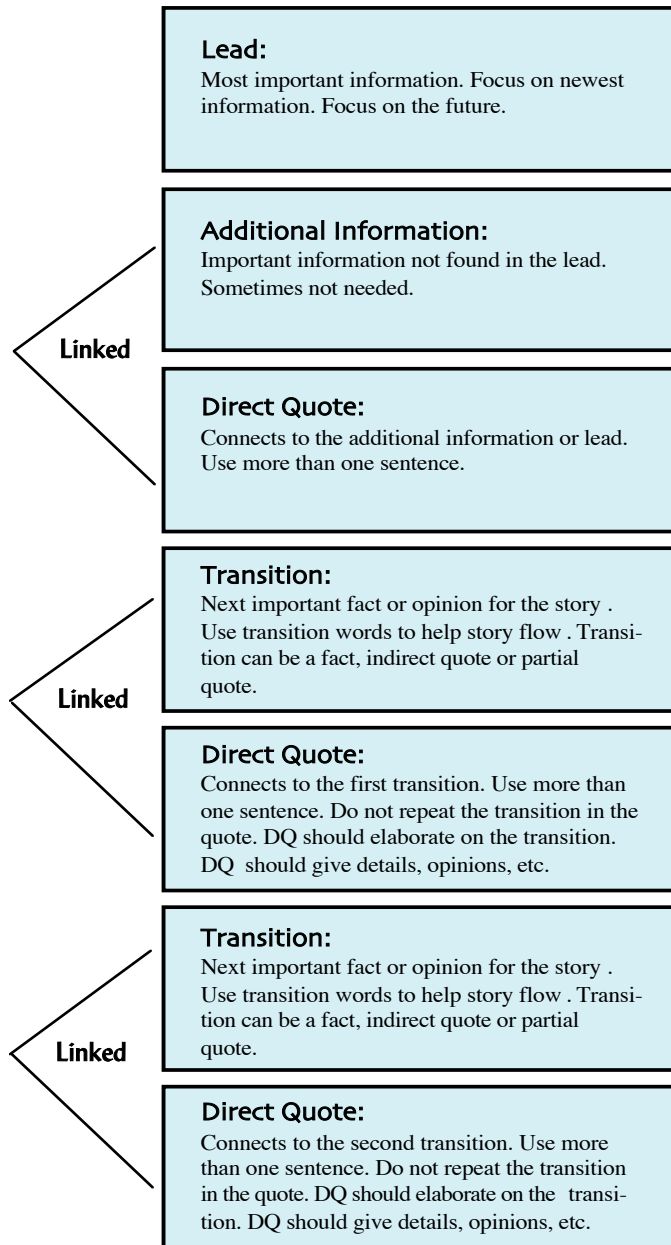 Lead:
Most important information. Focus on newest
information. Focus on the future.
Additional Information:
Important information not found in the lead.
Sometimes not needed.
Linked
Direct Quote:
Connects to the additional information or lead.
Use more than one sentence.
Transition:
Next important fact or opinion for the story .
Use transition words to help story flow . Transi-
tion can be a fact, indirect quote or partial
quote.
Linked
Direct Quote:
Connects to the first transition. Use more than
one sentence. Do not repeat the transition in the
quote. DQ should elaborate on the transition.
DQ should give details, opinions, etc.
Transition:
Next important fact or opinion for the story .
Use transition words to help story flow . Transi-
tion can be a fact, indirect quote or partial
quote.
Linked
Direct Quote:
Connects to the second transition. Use more
than one sentence. Do not repeat the transition
in the quote. DQ should elaborate on the transi-
tion. DQ should give details, opinions, etc.